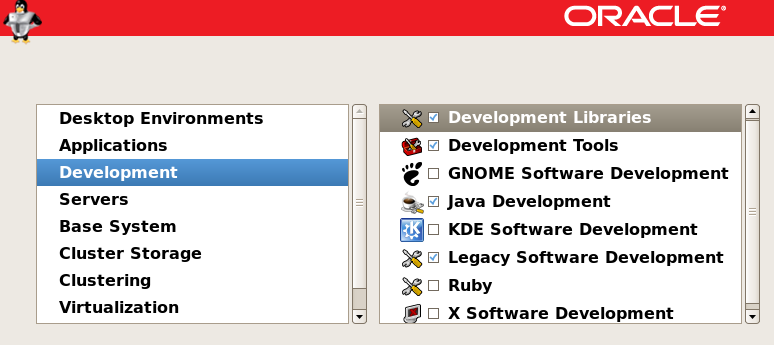 ORACLE®
Desktop Environments
Applications
Development
Servers
Base System
Cluster Storage
Clustering
Virtualization
Development Libraries
Development Tools
GNOME Software Development
Java Development
KDE Software Development
Legacy Software Development
Ruby
X Software Development